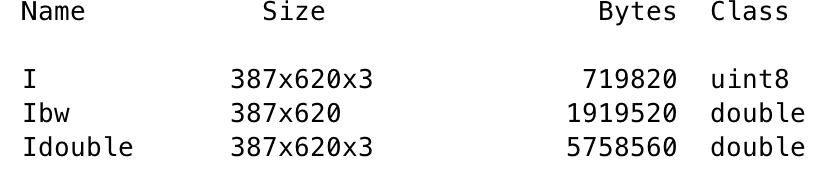 Name Size Bytes Class
I 387x620x3 719820 uint8
Ibw 387x620 1919520 double
Idouble 387x620x3 5758560 double